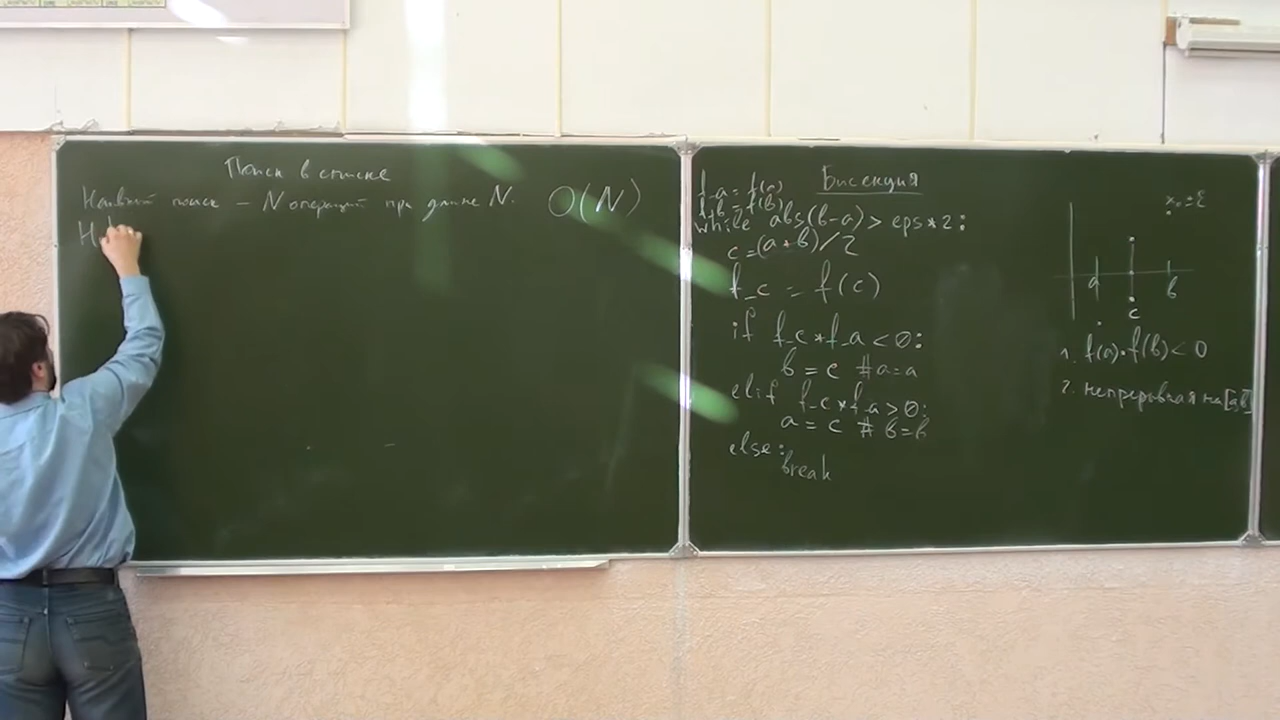 Поиск в списке
Наивный поиск – N операций при длине N. O(N)
Н
Бисекция
f_a = f(a)
f_b = f(b)
while abs(b-a) > eps*2:
c = (a+b)/2
f_c = f(c)
if f_c*f_a < 0:
b = c #a=a
elif f_c*f_a > 0:
a = c # b=b
else:
break
x₀ ± ε
a
b
c
1. f(a)·f(b) < 0
2. непрерывная на [a,b]